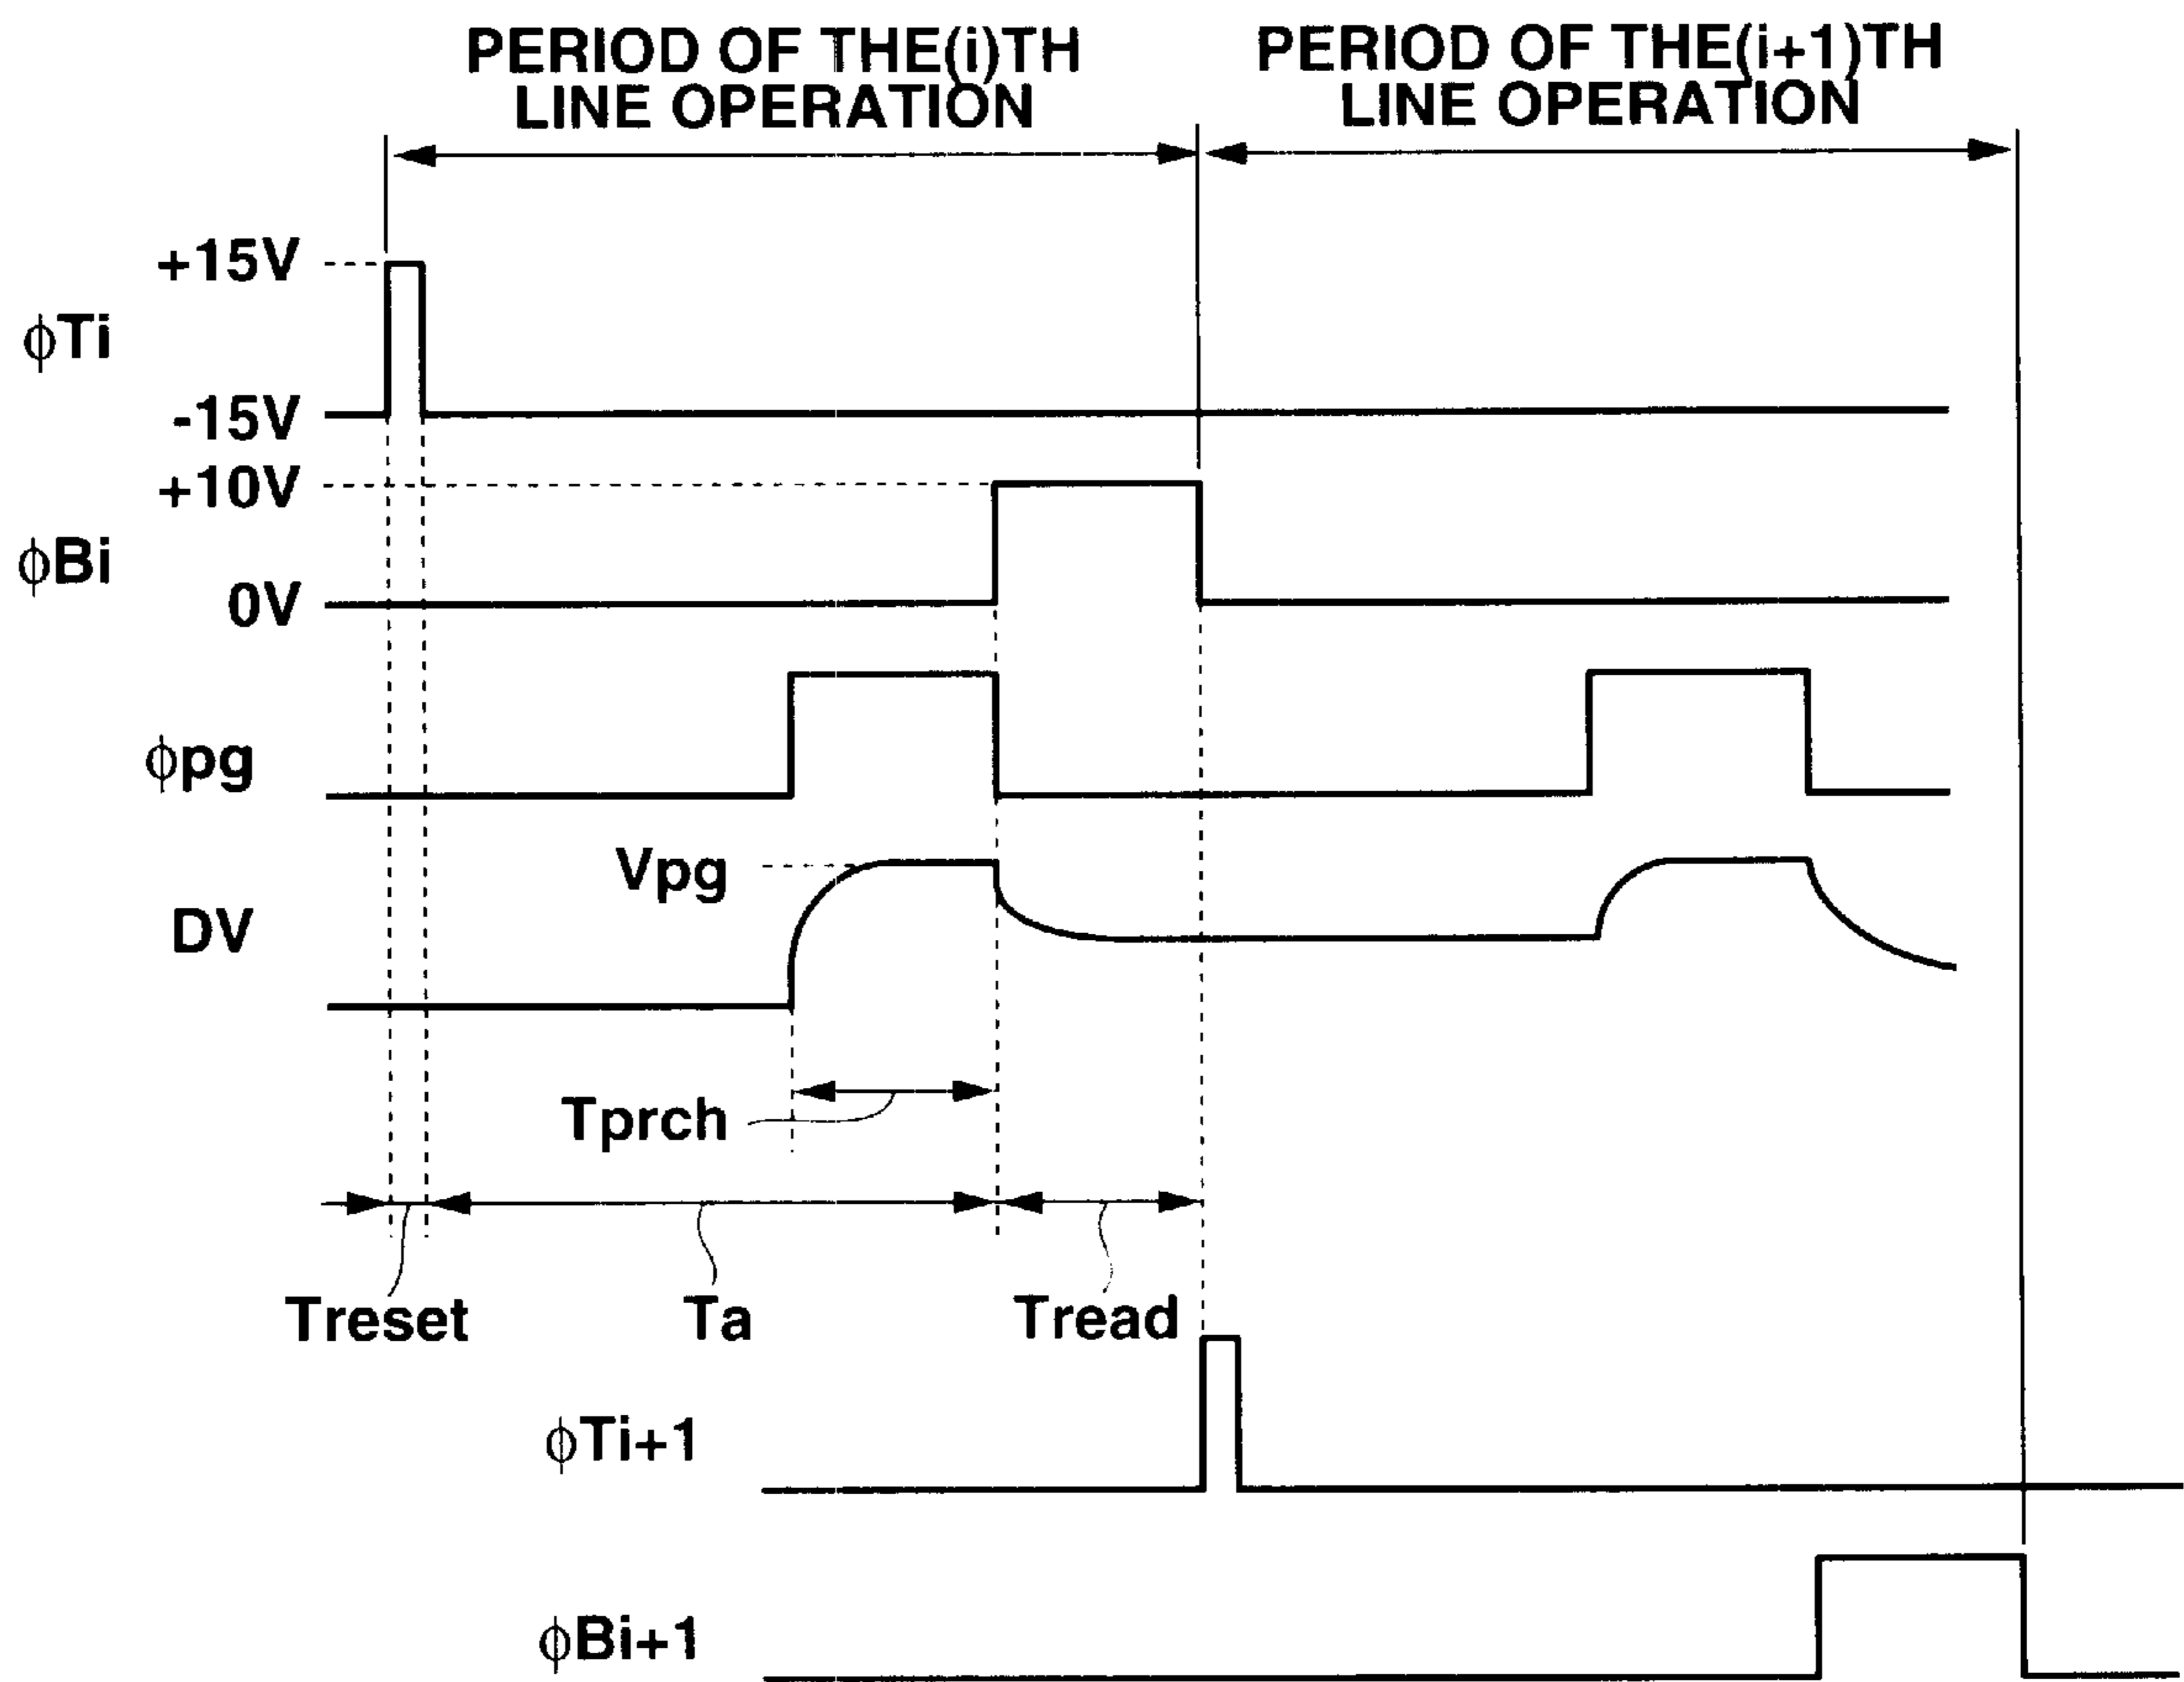 PERIOD OF THE(i)TH
LINE OPERATION
PERIOD OF THE(i+1)TH
LINE OPERATION
+15V
ϕTi
-15V
+10V
ϕBi
0V
ϕpg
Vpg
DV
Tprch
Treset
Ta
Tread
ϕTi+1
ϕBi+1